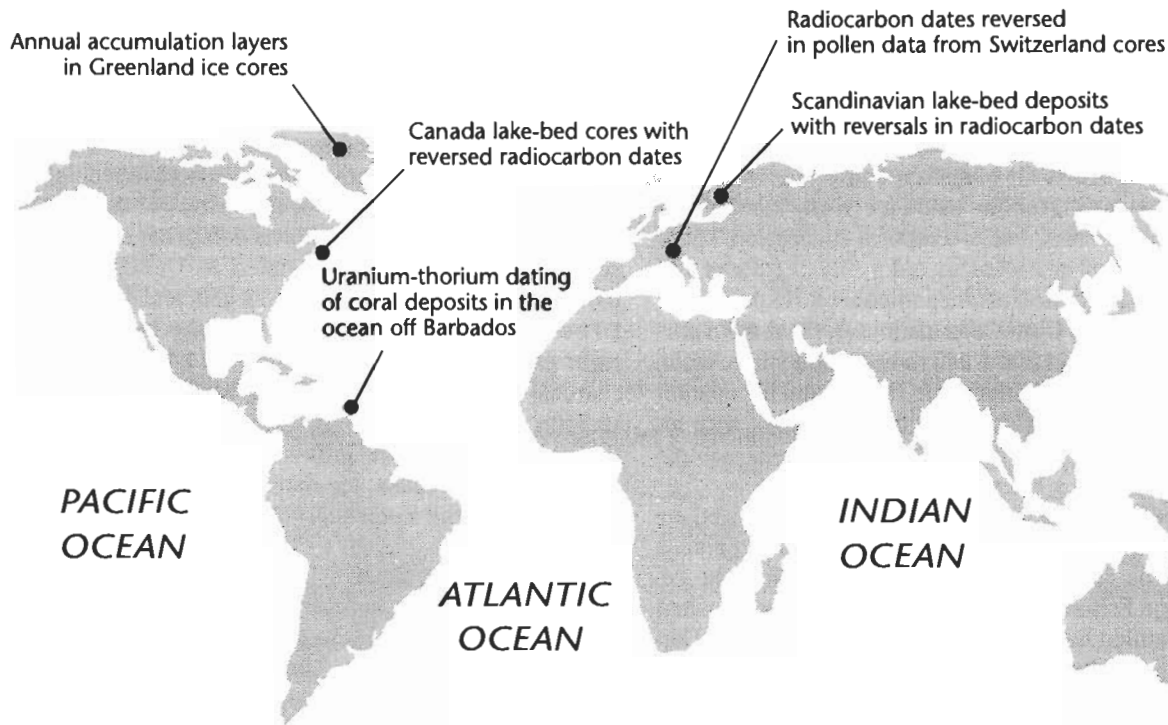 Annual accumulation layers
in Greenland ice cores
Radiocarbon dates reversed
in pollen data from Switzerland cores
Canada lake-bed cores with
reversed radiocarbon dates
Scandinavian lake-bed deposits
with reversals in radiocarbon dates
Uranium-thorium dating
of coral deposits in the
ocean off Barbados
PACIFIC
OCEAN
ATLANTIC
OCEAN
INDIAN
OCEAN